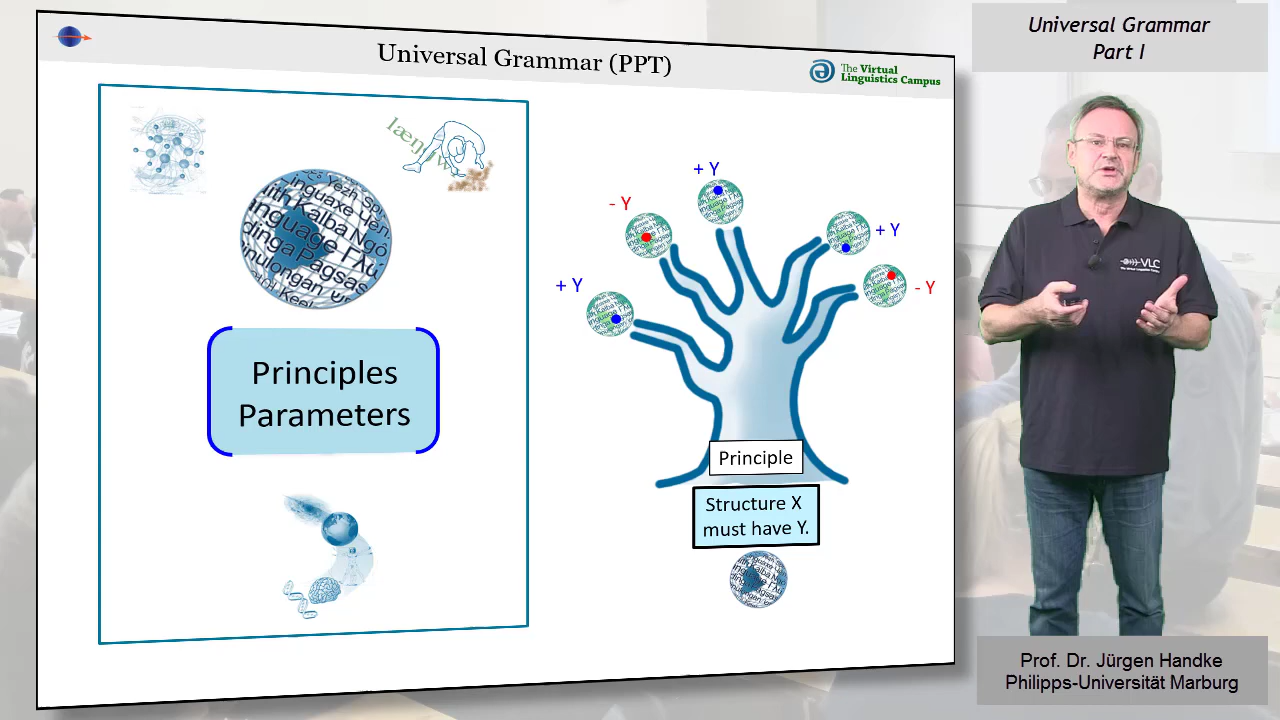 Universal Grammar (PPT)
The Virtual
Linguistics Campus
Universal Grammar
Part I
læŋgw
+ Y
- Y
+ Y
+ Y
- Y
Principles
Parameters
Principle
Structure X
must have Y.
VLC
Prof. Dr. Jürgen Handke
Philipps-Universität Marburg